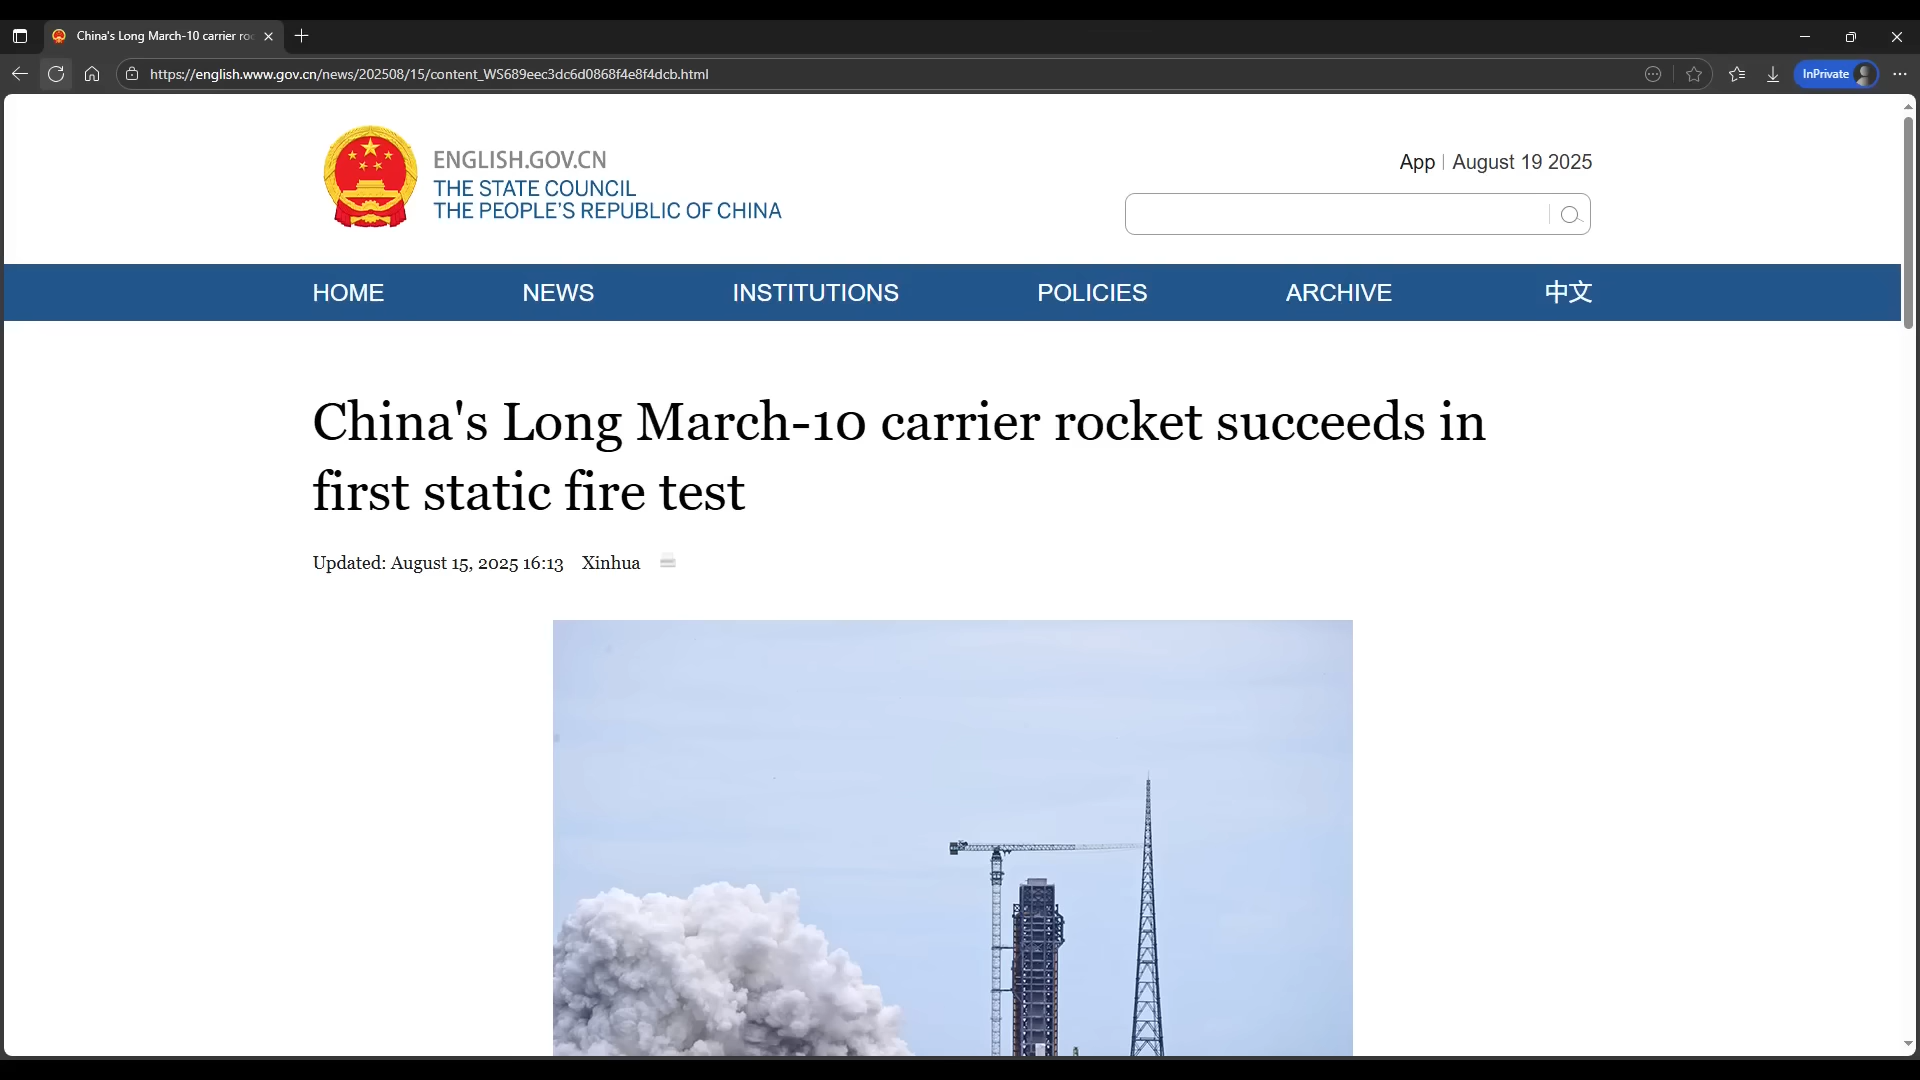 China's Long March-10 carrier ro
https://english.www.gov.cn/news/202508/15/content_WS689eec3dc6d0868f4e8f4dcb.html
InPrivate
ENGLISH.GOV.CN
THE STATE COUNCIL
THE PEOPLE'S REPUBLIC OF CHINA
App | August 19 2025
HOME NEWS INSTITUTIONS POLICIES ARCHIVE 中文
China's Long March-10 carrier rocket succeeds in
first static fire test
Updated: August 15, 2025 16:13 Xinhua